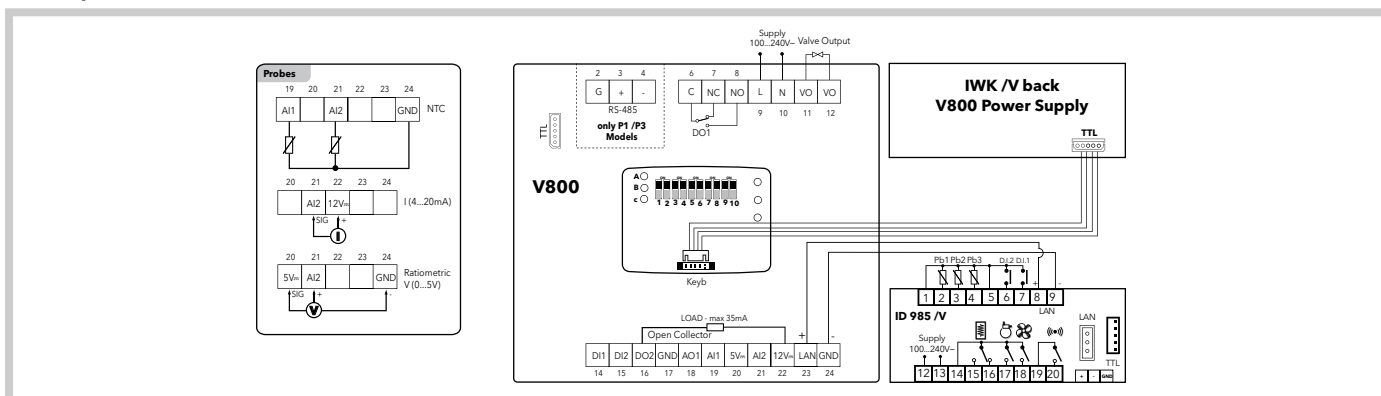 Probes
19 20 21 22 23 24
AI1 AI2 GND NTC
20 21 22 23 24
AI2 12V⎓ I (4...20mA)
SIG +
I
20 21 22 23 24
5V⎓ AI2 GND Ratiometric
V (0...5V)
SIG + -
V
Supply
100...240V~ Valve Output
2 3 4 6 7 8
G + - C NC NO L N VO VO
RS-485 9 10 11 12
only P1 /P3
Models
DO1
TTL
V800
A
B
c
1 2 3 4 5 6 7 8 9 10
Keyb
LOAD - max 35mA
Open Collector + -
DI1 DI2 DO2 GND AO1 AI1 5V⎓ AI2 12V⎓ LAN GND
14 15 16 17 18 19 20 21 22 23 24
IWK /V back
V800 Power Supply
TTL
Pb1 Pb2 Pb3 D.I.2 D.I.1 + -
1 2 3 4 5 6 7 8 9
LAN
ID 985 /V
LAN
Supply
100...240V~
TTL
12 13 14 15 16 17 18 19 20
+ - GND